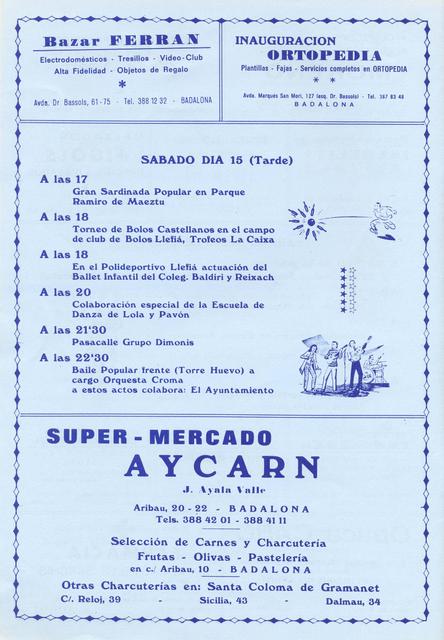 Bazar FERRAN
Electrodomésticos - Tresillos - Video-Club
Alta Fidelidad - Objetos de Regalo
*
Avda. Dr. Bassols, 61-75 - Tel. 388 12 32 - BADALONA
INAUGURACION
ORTOPEDIA
Plantillas - Fajas - Servicios completos en ORTOPEDIA
* *
Avda. Marqués San Mori, 127 (esq. Dr. Bassols) - Tel. 387 83 48
BADALONA
SABADO DIA 15 (Tarde)
A las 17
Gran Sardinada Popular en Parque
Ramiro de Maeztu
A las 18
Torneo de Bolos Castellanos en el campo
de club de Bolos Llefiá, Trofeos La Caixa
A las 18
En el Polideportivo Llefiá actuación del
Ballet Infantil del Coleg. Baldiri y Reixach
A las 20
Colaboración especial de la Escuela de
Danza de Lola y Pavón
A las 21'30
Pasacalle Grupo Dimonis
A las 22'30
Baile Popular frente (Torre Huevo) a
cargo Orquesta Croma
a estos actos colabora: El Ayuntamiento
SUPER - MERCADO
AYCARN
J. Ayala Valle
Aribau, 20 - 22 - BADALONA
Tels. 388 42 01 - 388 41 11
Selección de Carnes y Charcutería
Frutas - Olivas - Pastelería
en c./ Aribau, 10 - BADALONA
Otras Charcuterías en: Santa Coloma de Gramanet
C/. Reloj, 39 - Sicilia, 43 - Dalmau, 34